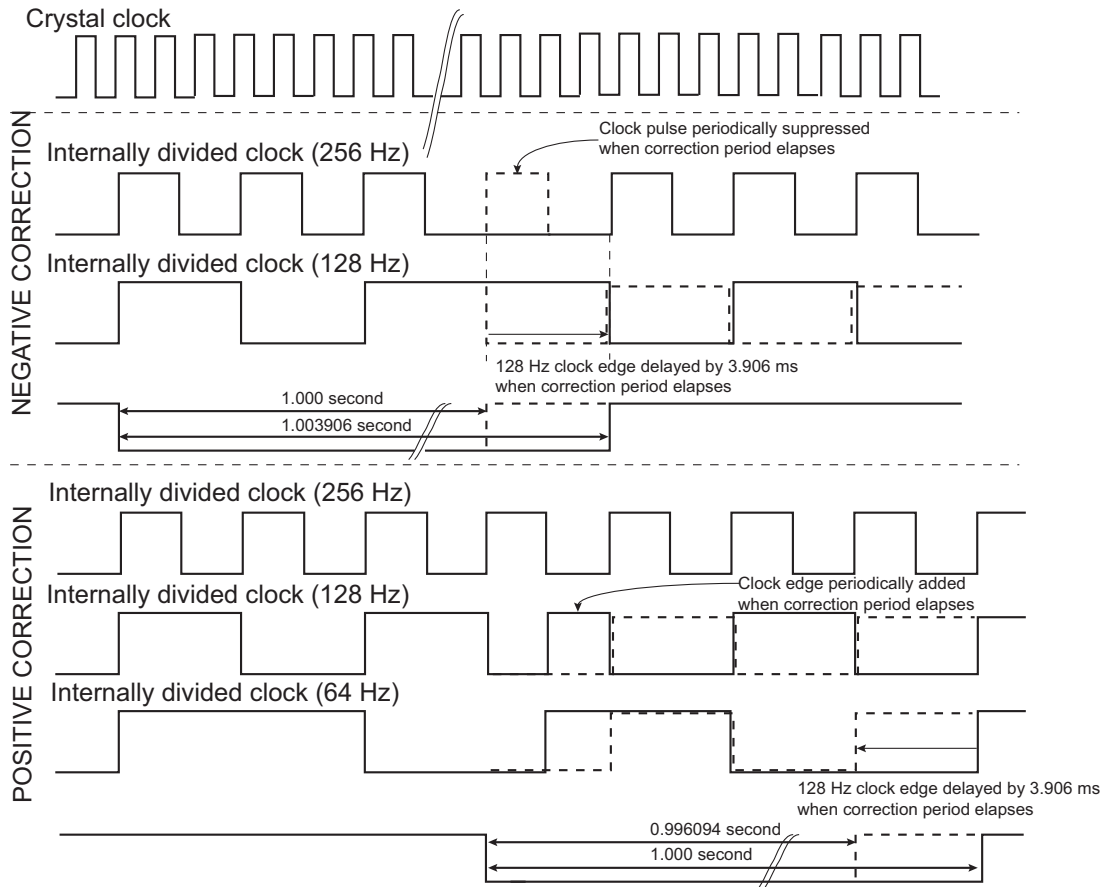 Crystal clock
NEGATIVE CORRECTION
Clock pulse periodically suppressed
when correction period elapses
Internally divided clock (256 Hz)
Internally divided clock (128 Hz)
128 Hz clock edge delayed by 3.906 ms
when correction period elapses
1.000 second
1.003906 second
POSITIVE CORRECTION
Internally divided clock (256 Hz)
Internally divided clock (128 Hz)
Clock edge periodically added
when correction period elapses
Internally divided clock (64 Hz)
128 Hz clock edge delayed by 3.906 ms
when correction period elapses
0.996094 second
1.000 second